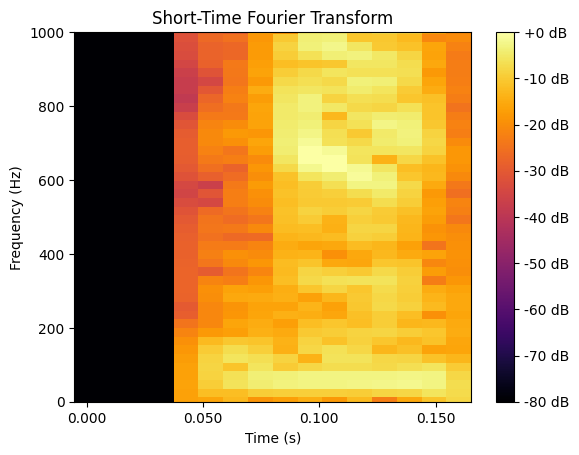 Short-Time Fourier Transform
1000
800
600
400
200
0
Frequency (Hz)
0.000
0.050
0.100
0.150
Time (s)
+0 dB
-10 dB
-20 dB
-30 dB
-40 dB
-50 dB
-60 dB
-70 dB
-80 dB